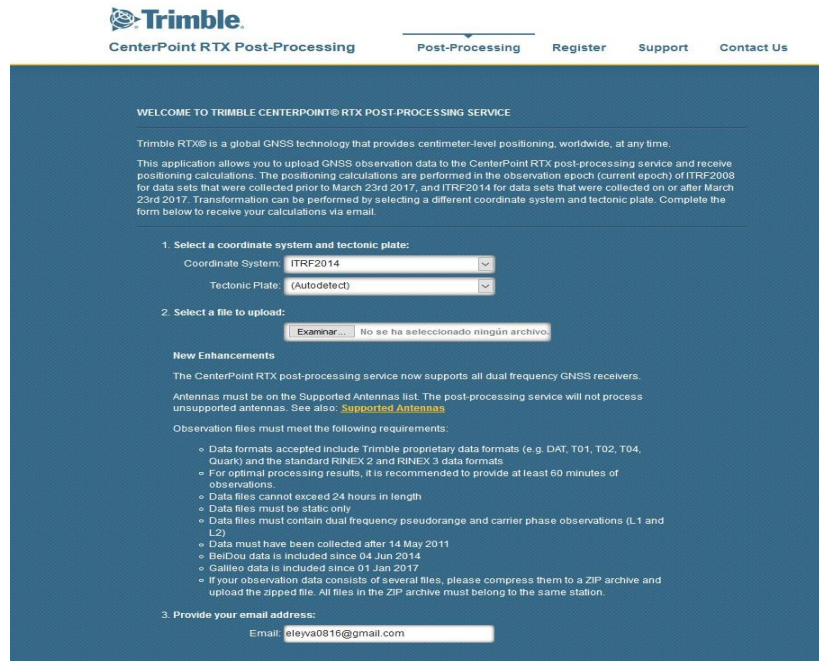 Trimble.
CenterPoint RTX Post-Processing
Post-Processing Register Support Contact Us
WELCOME TO TRIMBLE CENTERPOINT® RTX POST-PROCESSING SERVICE
Trimble RTX® is a global GNSS technology that provides centimeter-level positioning, worldwide, at any time.
This application allows you to upload GNSS observation data to the CenterPoint RTX post-processing service and receive
positioning calculations. The positioning calculations are performed in the observation epoch (current epoch) of ITRF2008
for data sets that were collected prior to March 23rd 2017, and ITRF2014 for data sets that were collected on or after March
23rd 2017. Transformation can be performed by selecting a different coordinate system and tectonic plate. Complete the
form below to receive your calculations via email.
1. Select a coordinate system and tectonic plate:
Coordinate System: ITRF2014
Tectonic Plate: (Autodetect)
2. Select a file to upload:
Examinar... No se ha seleccionado ningún archivo.
New Enhancements
The CenterPoint RTX post-processing service now supports all dual frequency GNSS receivers.
Antennas must be on the Supported Antennas list. The post-processing service will not process
unsupported antennas. See also: Supported Antennas
Observation files must meet the following requirements:
Data formats accepted include Trimble proprietary data formats (e.g. DAT, T01, T02, T04,
Quark) and the standard RINEX 2 and RINEX 3 data formats
For optimal processing results, it is recommended to provide at least 60 minutes of
observations.
Data files cannot exceed 24 hours in length
Data files must be static only
Data files must contain dual frequency pseudorange and carrier phase observations (L1 and
L2)
Data must have been collected after 14 May 2011
BeiDou data is included since 04 Jun 2014
Galileo data is included since 01 Jan 2017
If your observation data consists of several files, please compress them to a ZIP archive and
upload the zipped file. All files in the ZIP archive must belong to the same station.
3. Provide your email address:
Email: eleyva0816@gmail.com